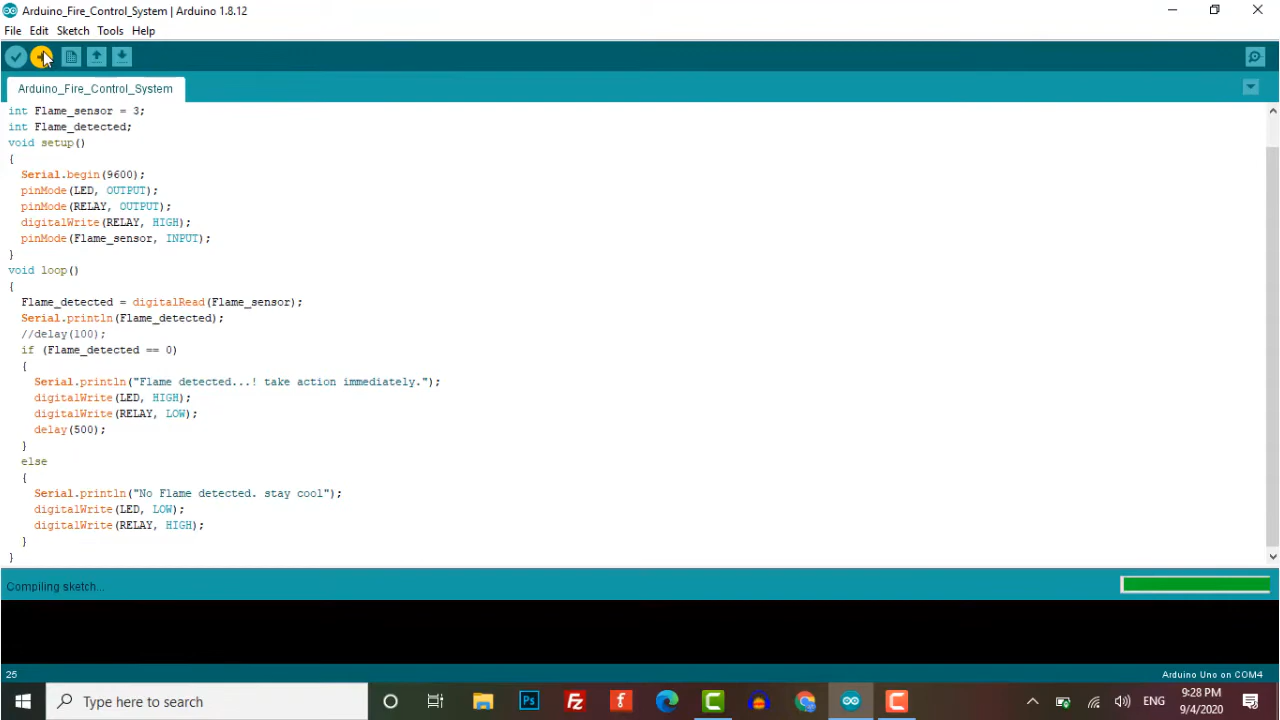 Arduino_Fire_Control_System | Arduino 1.8.12
File Edit Sketch Tools Help
Arduino_Fire_Control_System
int Flame_sensor = 3;
int Flame_detected;
void setup()
{
Serial.begin(9600);
pinMode(LED, OUTPUT);
pinMode(RELAY, OUTPUT);
digitalWrite(RELAY, HIGH);
pinMode(Flame_sensor, INPUT);
}
void loop()
{
Flame_detected = digitalRead(Flame_sensor);
Serial.println(Flame_detected);
//delay(100);
if (Flame_detected == 0)
{
Serial.println("Flame detected...! take action immediately.");
digitalWrite(LED, HIGH);
digitalWrite(RELAY, LOW);
delay(500);
}
else
{
Serial.println("No Flame detected. stay cool");
digitalWrite(LED, LOW);
digitalWrite(RELAY, HIGH);
}
}
Compiling sketch...
25 Arduino Uno on COM4
Type here to search
Ps
Fz
ENG
9:28 PM
9/4/2020